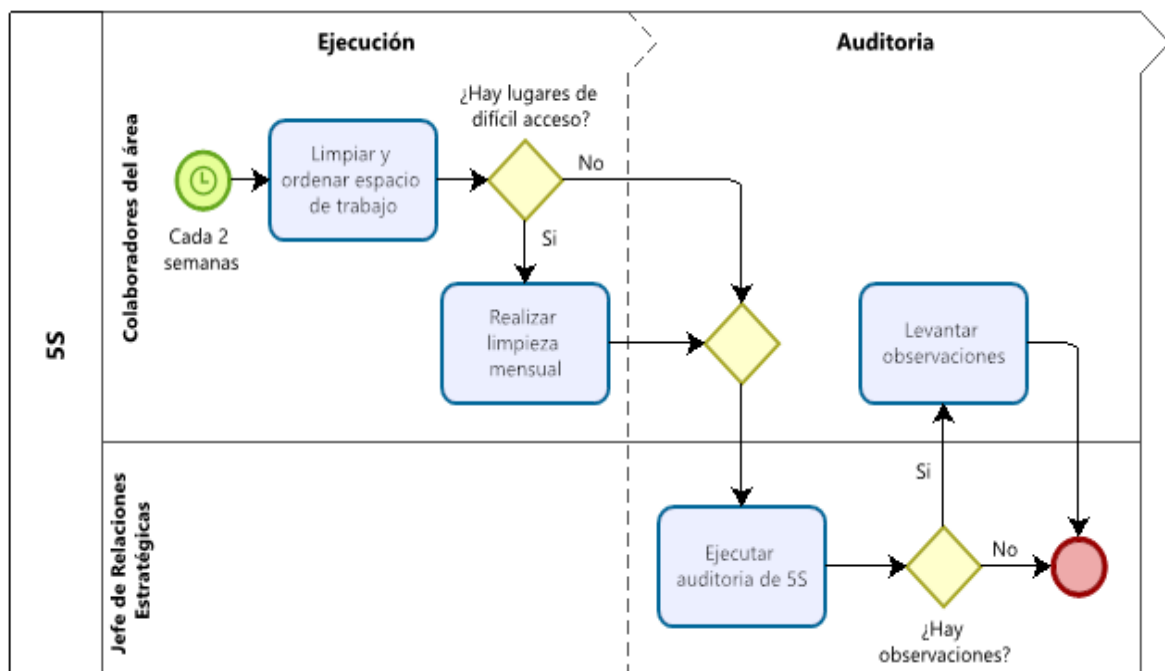 Ejecución
Auditoria
5S
Colaboradores del área
¿Hay lugares de
difícil acceso?
Limpiar y
ordenar espacio
de trabajo
No
Cada 2
semanas
Si
Realizar
limpieza
mensual
Levantar
observaciones
Jefe de Relaciones
Estratégicas
Si
Ejecutar
auditoria de 5S
No
¿Hay
observaciones?